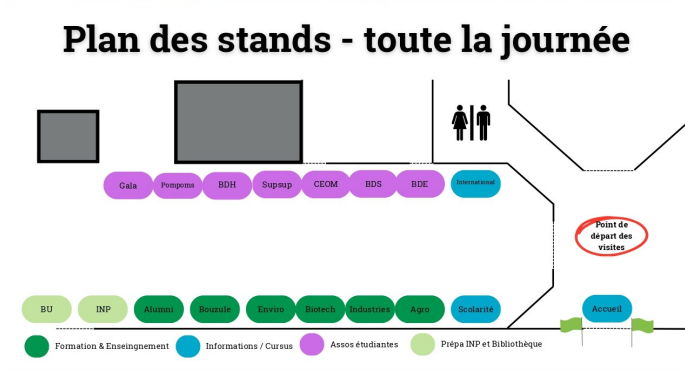 Plan des stands - toute la journée
Gala
Pompoms
BDH
Supsup
CEOM
BDS
BDE
International
Point de
départ des
visites
BU
INP
Alumni
Bouzule
Enviro
Biotech
Industries
Agro
Scolarité
Accueil
Formation & Enseingnement
Informations / Cursus
Assos étudiantes
Prépa INP et Bibliothèque